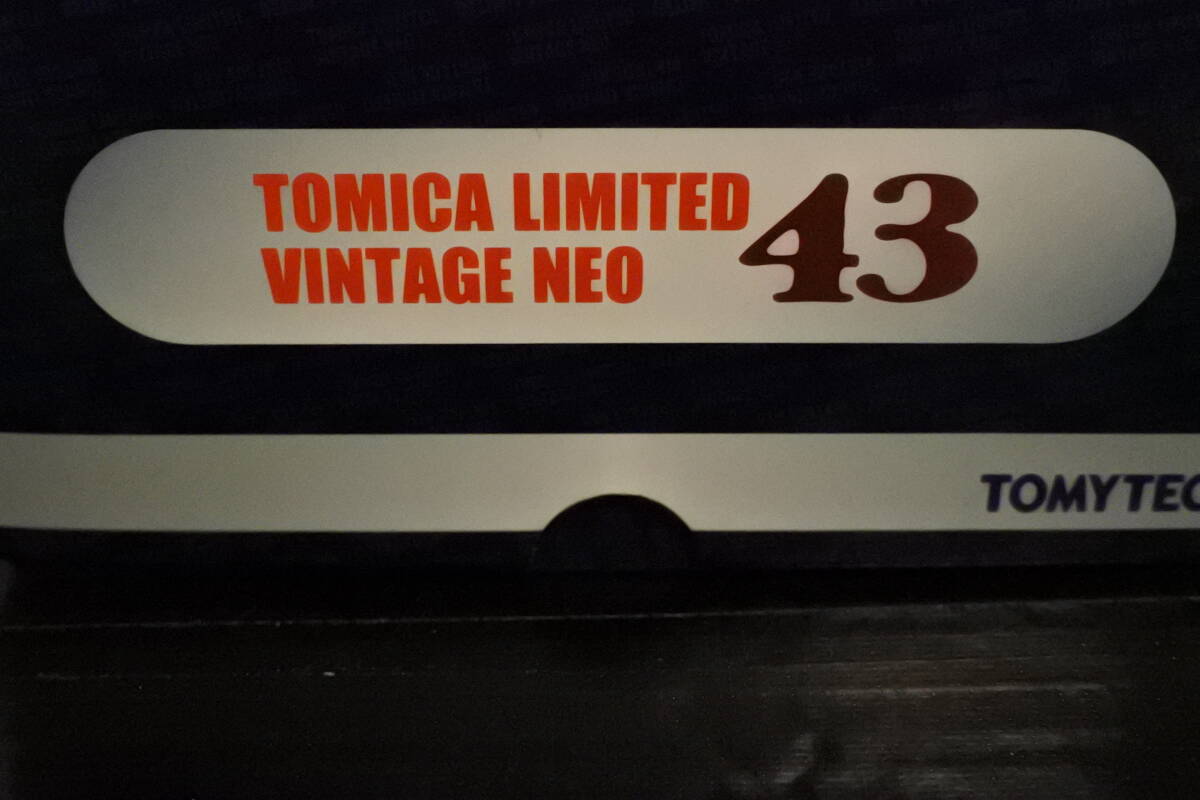 TOMICA LIMITED 43
VINTAGE NEO
TOMYTEC